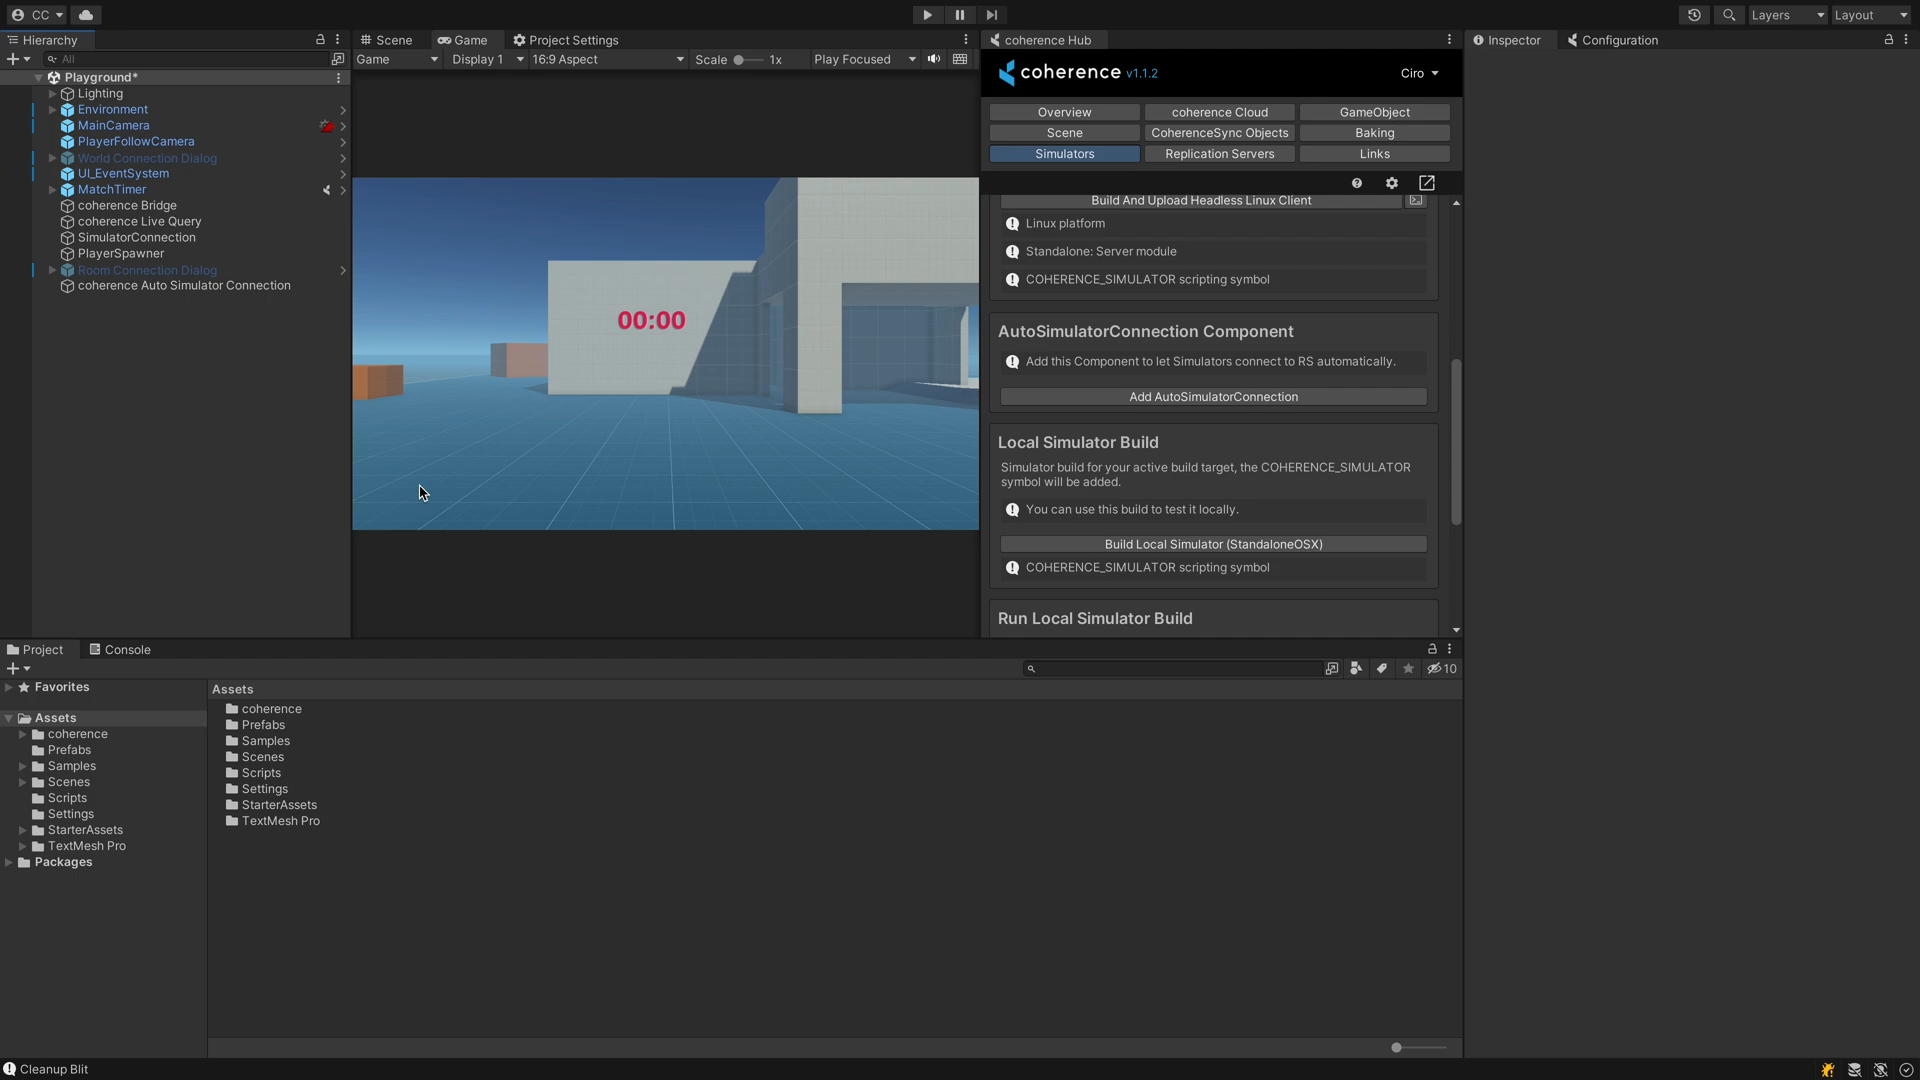 CC
Layers
Layout
Hierarchy
Scene
Game
Project Settings
coherence Hub
Inspector
Configuration
All
Game
Display 1
16:9 Aspect
Scale
1x
Play Focused
coherence v1.1.2
Ciro
Playground*
Lighting
Environment
MainCamera
PlayerFollowCamera
World Connection Dialog
UI_EventSystem
MatchTimer
coherence Bridge
coherence Live Query
SimulatorConnection
PlayerSpawner
Room Connection Dialog
coherence Auto Simulator Connection
00:00
Overview
coherence Cloud
GameObject
Scene
CoherenceSync Objects
Baking
Simulators
Replication Servers
Links
Build And Upload Headless Linux Client
Linux platform
Standalone: Server module
COHERENCE_SIMULATOR scripting symbol
AutoSimulatorConnection Component
Add this Component to let Simulators connect to RS automatically.
Add AutoSimulatorConnection
Local Simulator Build
Simulator build for your active build target, the COHERENCE_SIMULATOR
symbol will be added.
You can use this build to test it locally.
Build Local Simulator (StandaloneOSX)
COHERENCE_SIMULATOR scripting symbol
Run Local Simulator Build
Project
Console
10
Favorites
Assets
coherence
Prefabs
Samples
Scenes
Scripts
Settings
StarterAssets
TextMesh Pro
Packages
Assets
coherence
Prefabs
Samples
Scenes
Scripts
Settings
StarterAssets
TextMesh Pro
Cleanup Blit